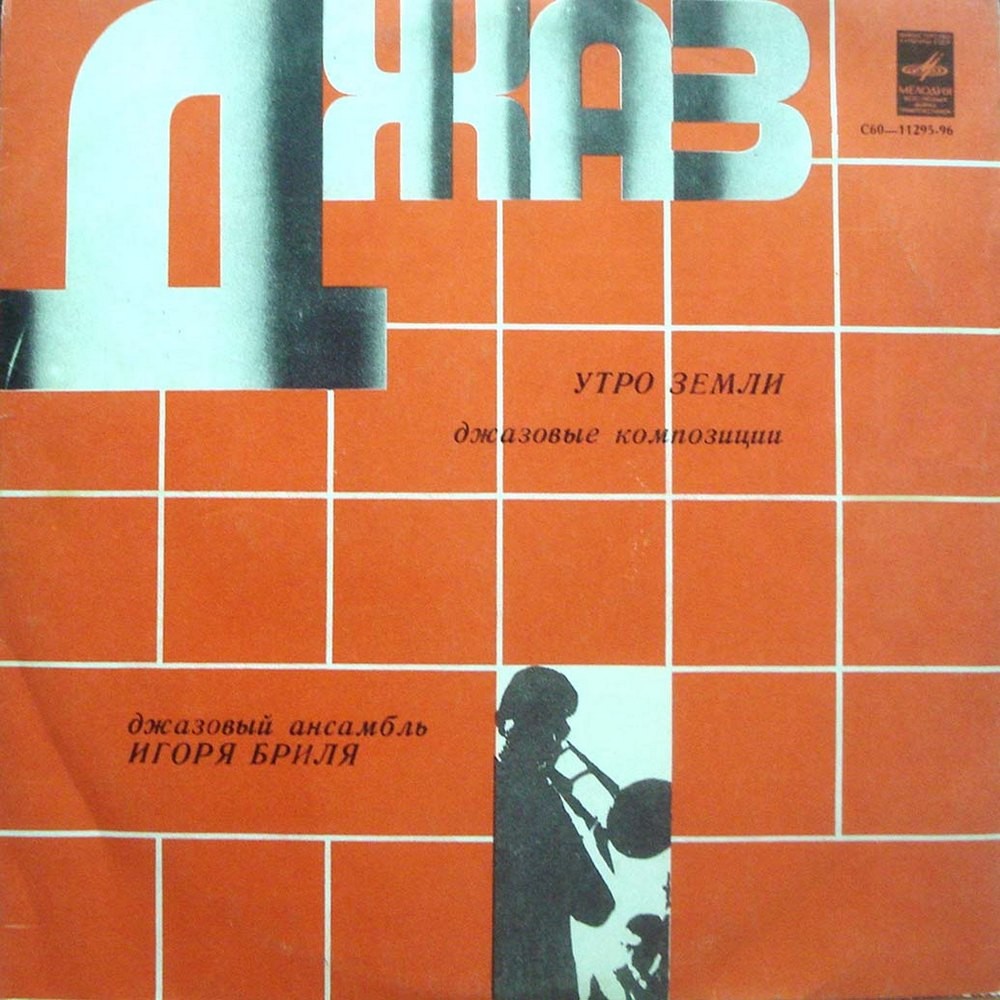 ДЖАЗ
МЕЛОДИЯ
С60—11295-96
УТРО ЗЕМЛИ
джазовые композиции
джазовый ансамбль
ИГОРЯ БРИЛЯ